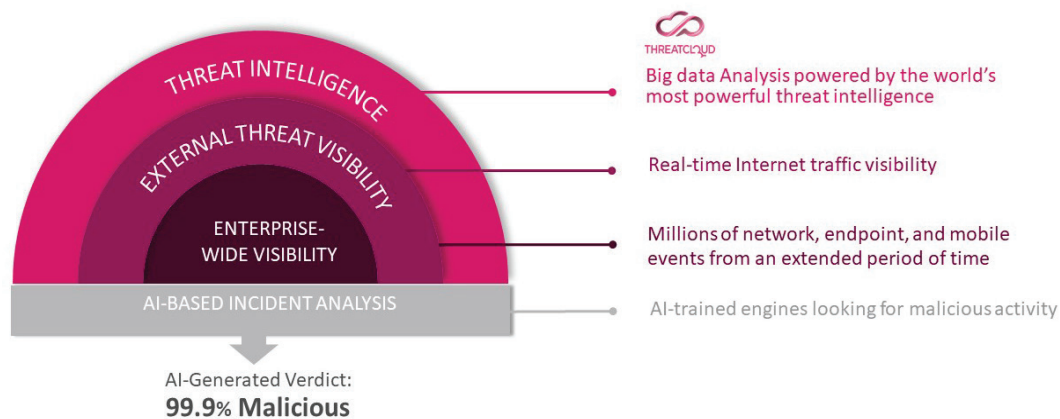 THREAT INTELLIGENCE
EXTERNAL THREAT VISIBILITY
ENTERPRISE-
WIDE VISIBILITY
AI-BASED INCIDENT ANALYSIS
AI-Generated Verdict:
99.9% Malicious
THREATCLOUD
Big data Analysis powered by the world's
most powerful threat intelligence
Real-time Internet traffic visibility
Millions of network, endpoint, and mobile
events from an extended period of time
AI-trained engines looking for malicious activity